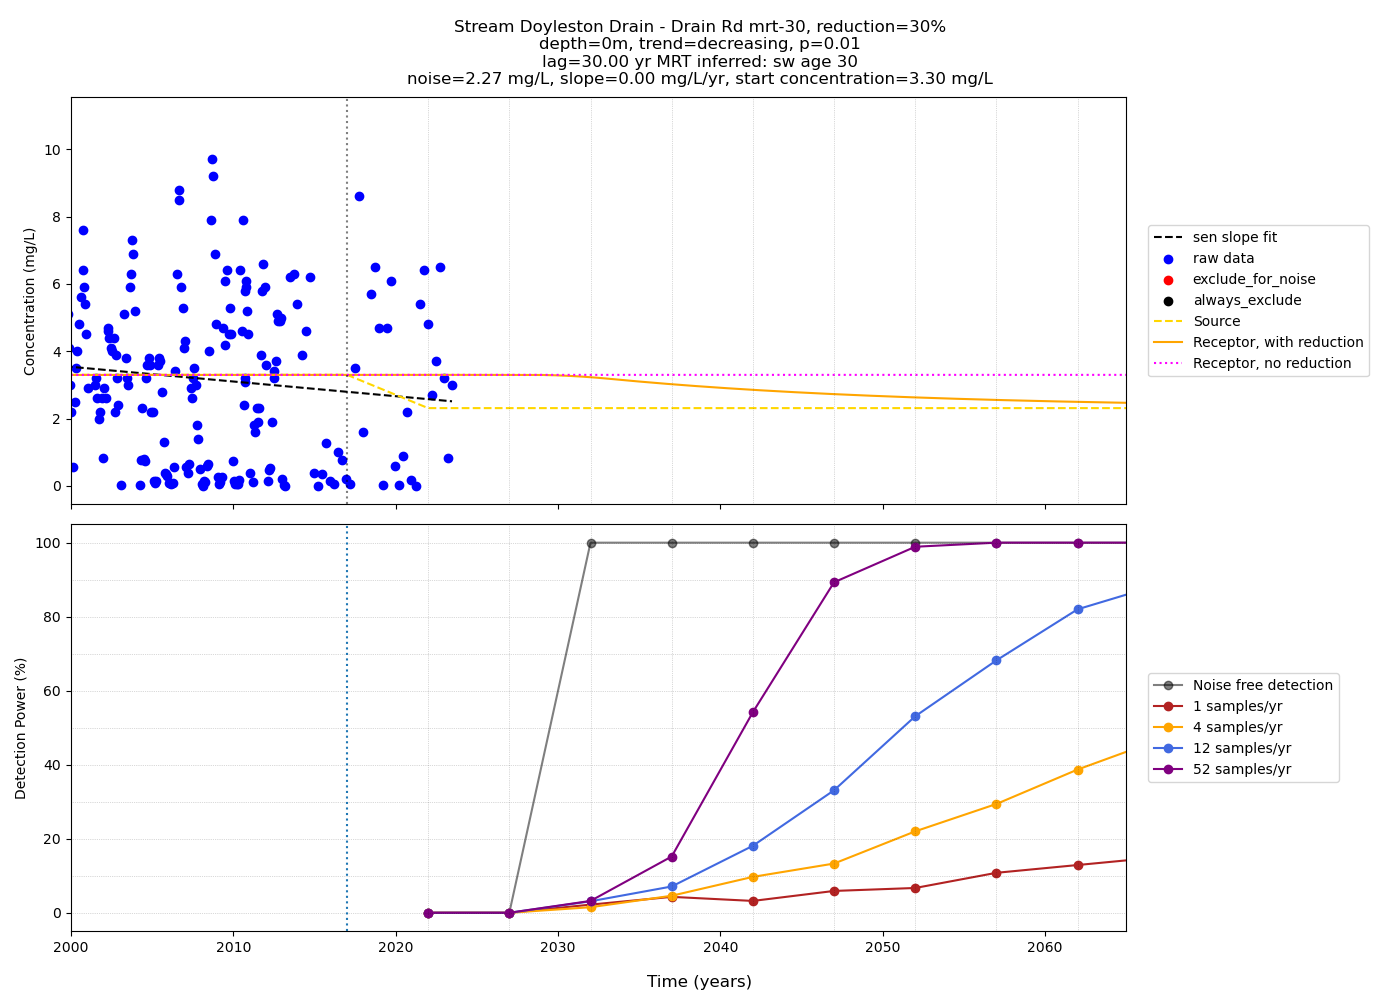 Stream Doyleston Drain - Drain Rd mrt-30, reduction=30%
depth=0m, trend=decreasing, p=0.01
lag=30.00 yr MRT inferred: sw age 30
noise=2.27 mg/L, slope=0.00 mg/L/yr, start concentration=3.30 mg/L
Concentration (mg/L)
10
8
6
4
2
0
sen slope fit
raw data
exclude_for_noise
always_exclude
Source
Receptor, with reduction
Receptor, no reduction
Detection Power (%)
100
80
60
40
20
0
Noise free detection
1 samples/yr
4 samples/yr
12 samples/yr
52 samples/yr
2000 2010 2020 2030 2040 2050 2060
Time (years)